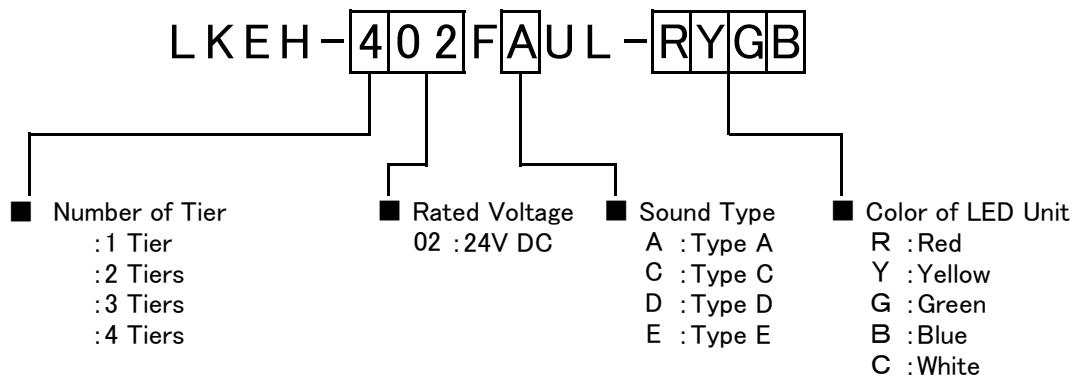 LKEH-402FAUL-RYGB
■ Number of Tier
:1 Tier
:2 Tiers
:3 Tiers
:4 Tiers
■ Rated Voltage
02 :24V DC
■ Sound Type
A :Type A
C :Type C
D :Type D
E :Type E
■ Color of LED Unit
R :Red
Y :Yellow
G :Green
B :Blue
C :White